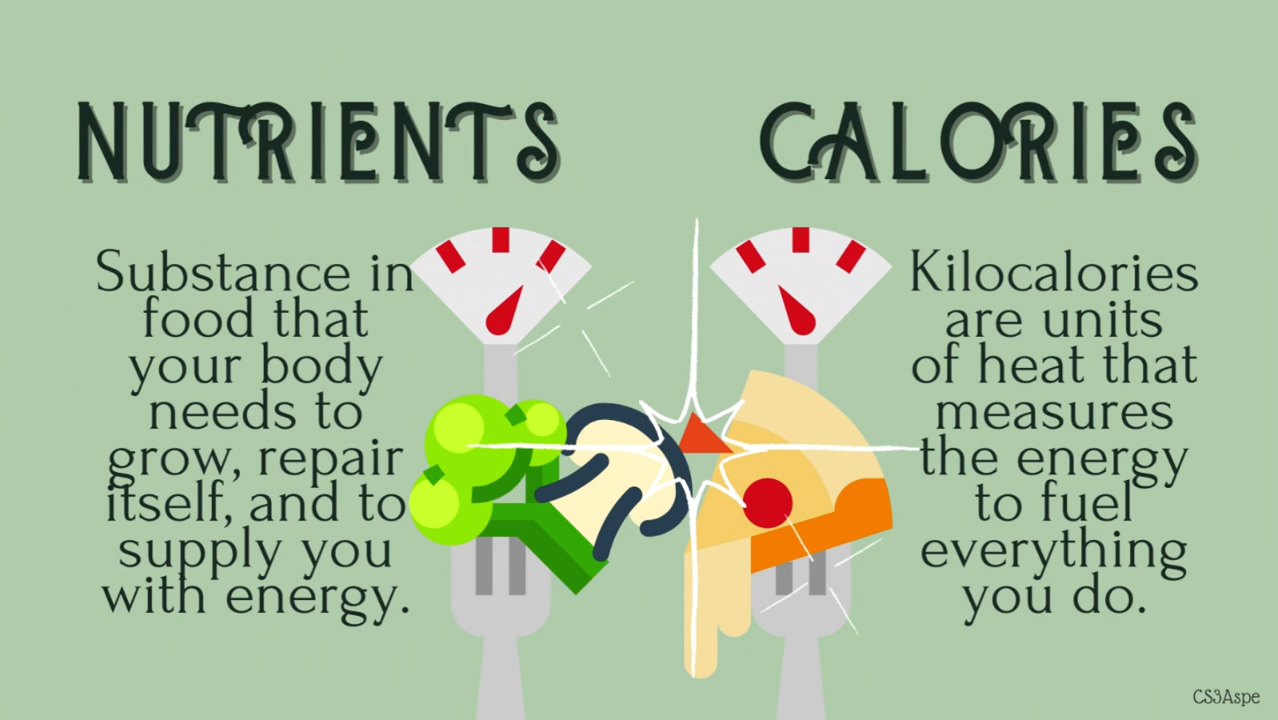 NUTRIENTS
Substance in
food that
your body
needs to
grow, repair
itself, and to
supply you
with energy.
CALORIES
Kilocalories
are units
of heat that
measures
the energy
to fuel
everything
you do.
CS3Aspe